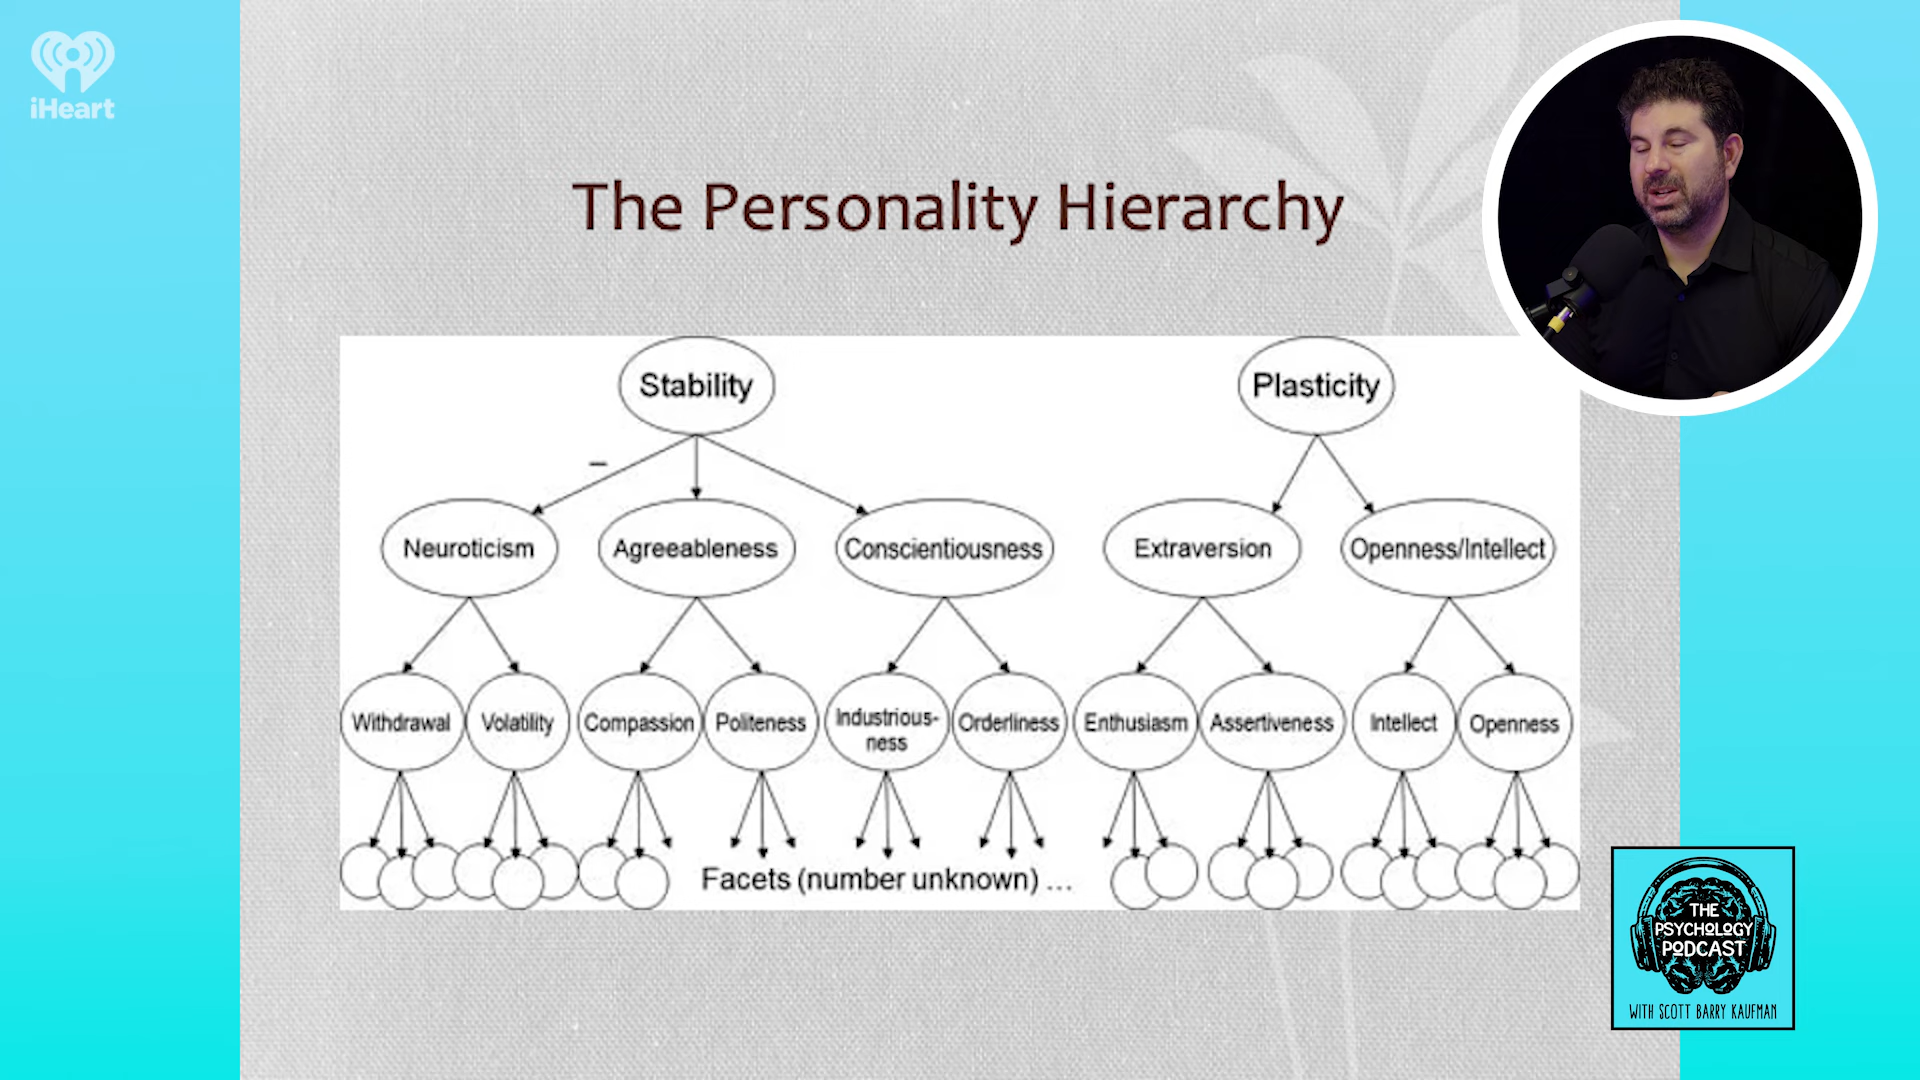 iHeart
The Personality Hierarchy
Stability
Plasticity
–
Neuroticism
Agreeableness
Conscientiousness
Extraversion
Openness/Intellect
Withdrawal
Volatility
Compassion
Politeness
Industrious-
ness
Orderliness
Enthusiasm
Assertiveness
Intellect
Openness
Facets (number unknown) ...
THE
PSYCHOLOGY
PODCAST
WITH SCOTT BARRY KAUFMAN